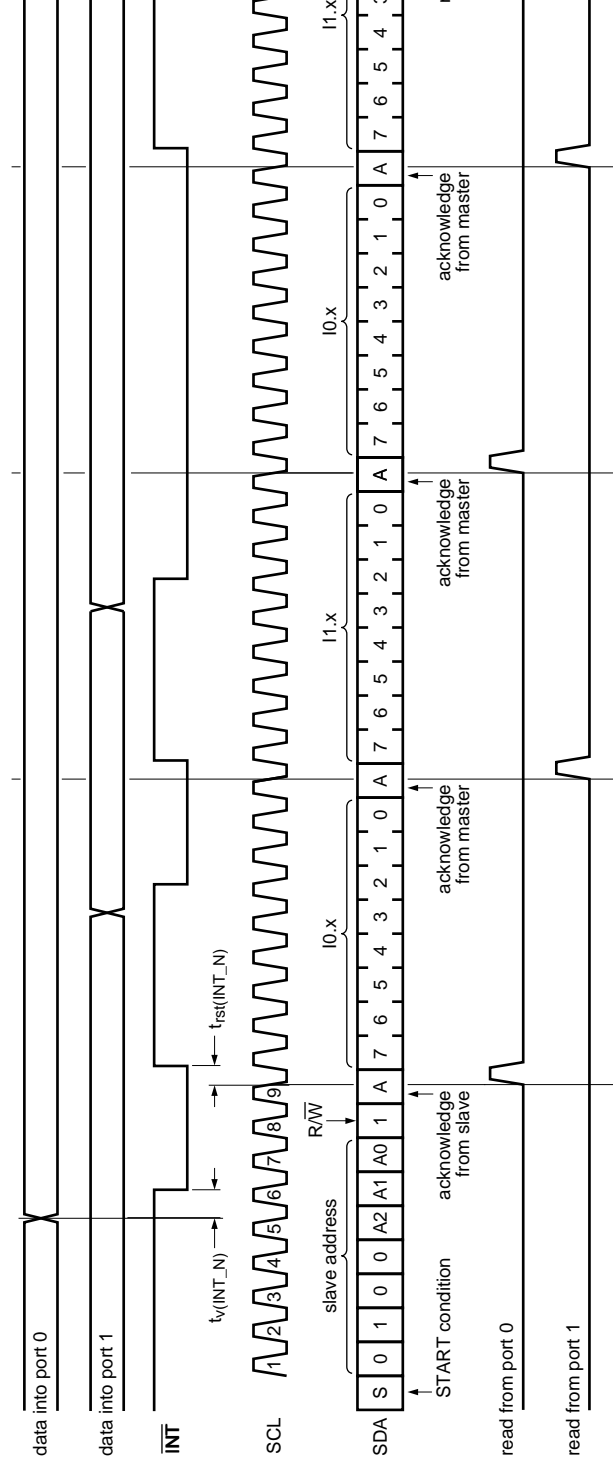 data into port 0
data into port 1
INT
tv(INT_N)
trst(INT_N)
SCL
1 2 3 4 5 6 7 8 9
slave address
R/W
I0.x
I1.x
I0.x
I1.x
SDA S 0 1 0 0 A2 A1 A0 1 A 7 6 5 4 3 2 1 0 A 7 6 5 4 3 2 1 0 A 7 6 5 4 3 2 1 0 A 7 6 5 4 3
START condition
acknowledge
from slave
acknowledge
from master
acknowledge
from master
acknowledge
from master
read from port 0
read from port 1